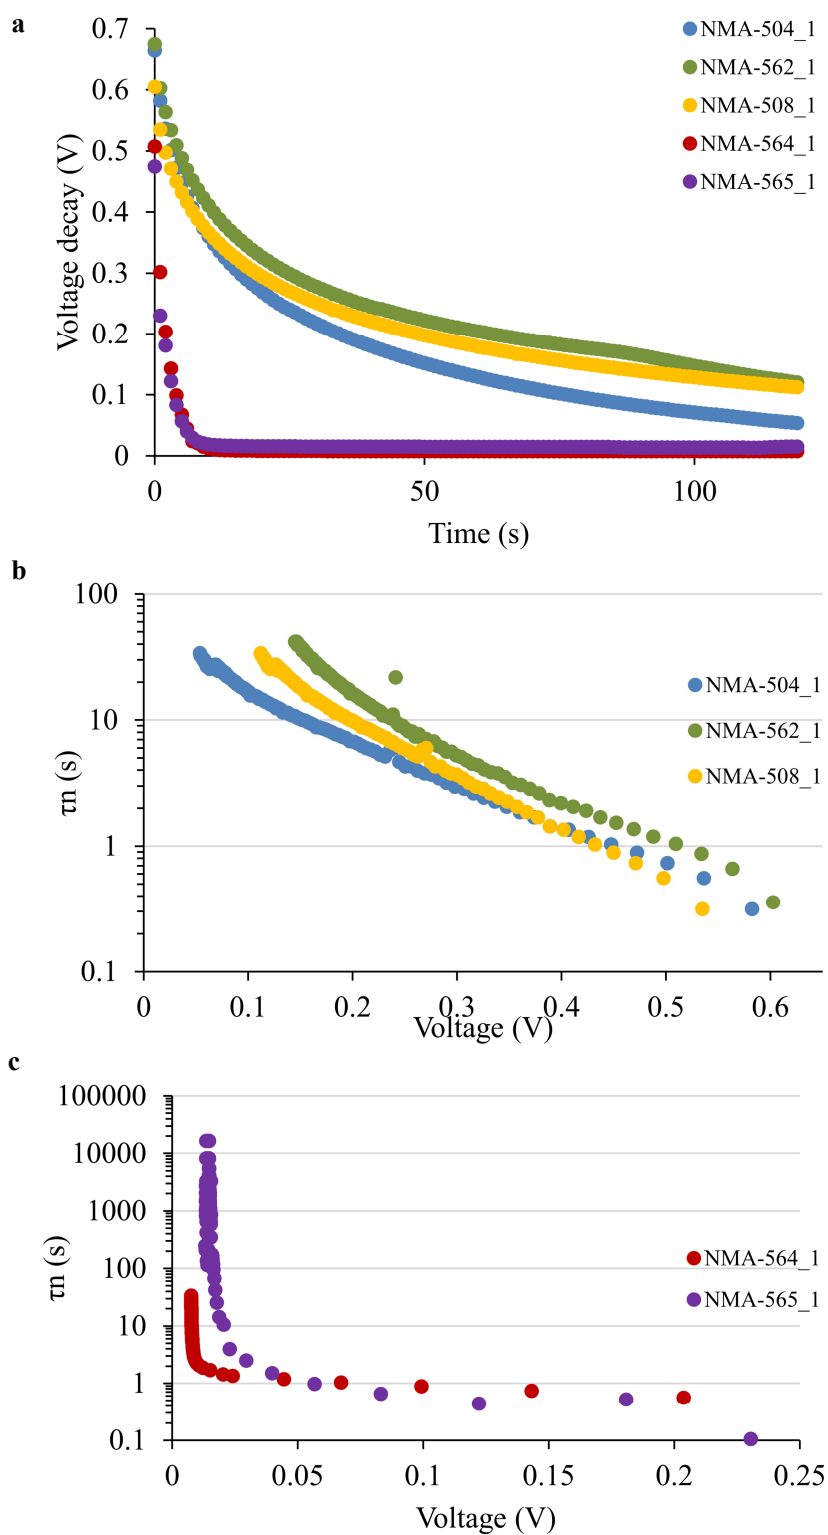 a
0.7
0.6
0.5
0.4
0.3
0.2
0.1
0
Voltage decay (V)
0
50
100
Time (s)
NMA-504_1
NMA-562_1
NMA-508_1
NMA-564_1
NMA-565_1
b
100
10
1
0.1
τn (s)
0
0.1
0.2
0.3
0.4
0.5
0.6
Voltage (V)
NMA-504_1
NMA-562_1
NMA-508_1
c
100000
10000
1000
100
10
1
0.1
τn (s)
0
0.05
0.1
0.15
0.2
0.25
Voltage (V)
NMA-564_1
NMA-565_1